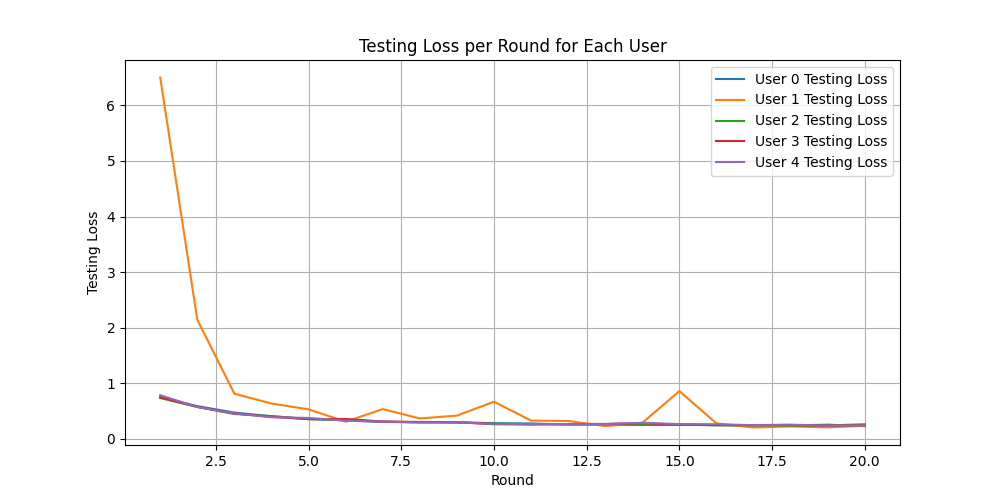 Testing Loss per Round for Each User
User 0 Testing Loss
User 1 Testing Loss
User 2 Testing Loss
User 3 Testing Loss
User 4 Testing Loss
Testing Loss
6
5
4
3
2
1
0
2.5 5.0 7.5 10.0 12.5 15.0 17.5 20.0
Round